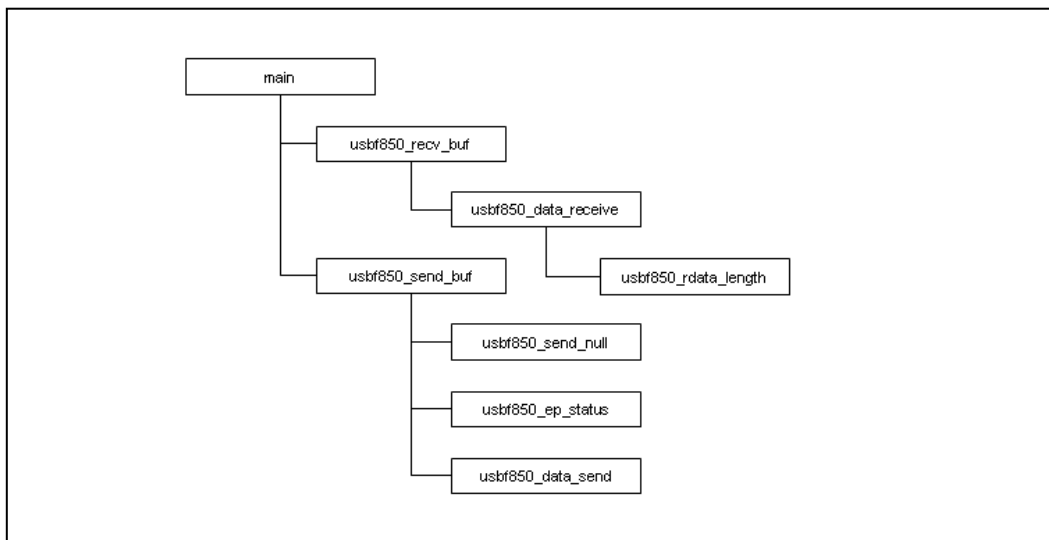 main
usbf850_recv_buf
usbf850_data_receive
usbf850_send_buf
usbf850_rdata_length
usbf850_send_null
usbf850_ep_status
usbf850_data_send